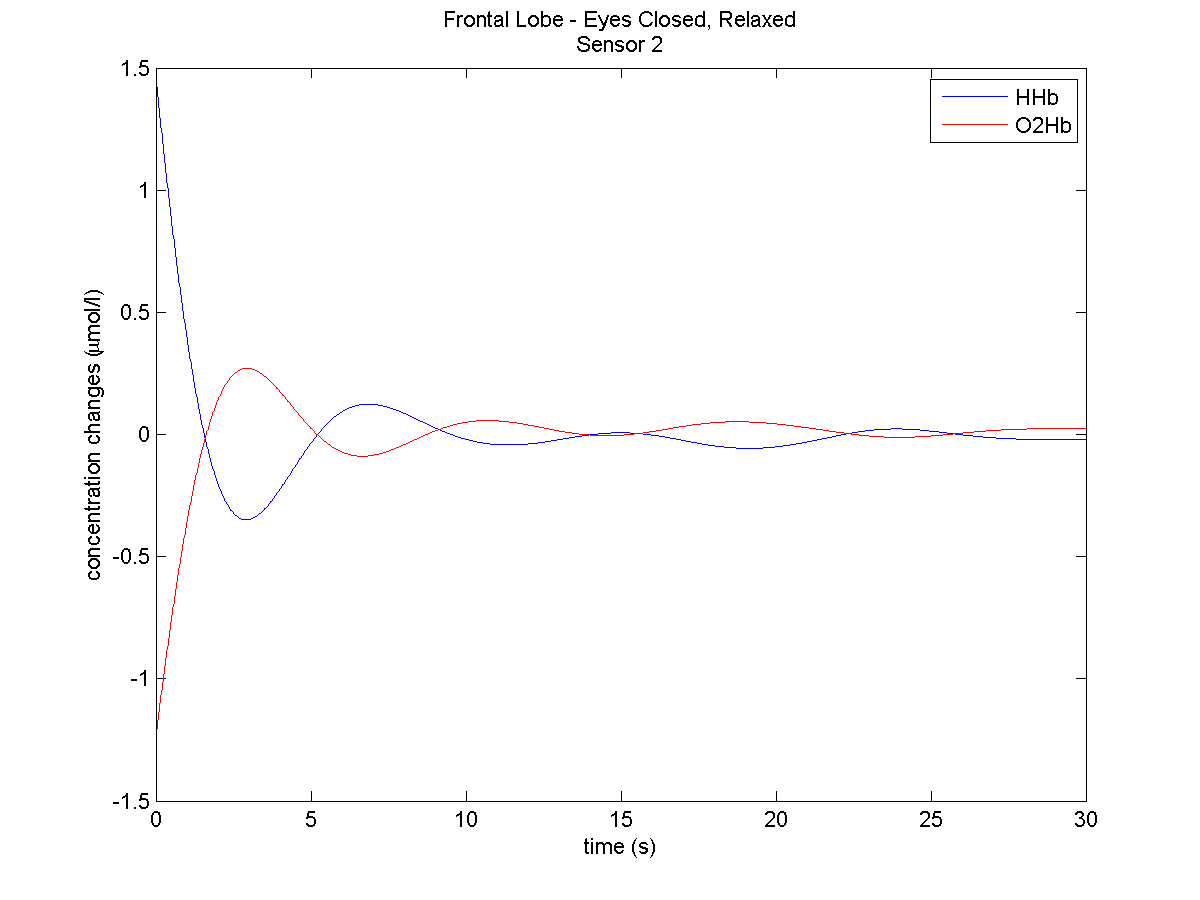 Frontal Lobe - Eyes Closed, Relaxed
Sensor 2
1.5
1
0.5
0
-0.5
-1
-1.5
concentration changes (μmol/l)
HHb
O2Hb
0 5 10 15 20 25 30
time (s)